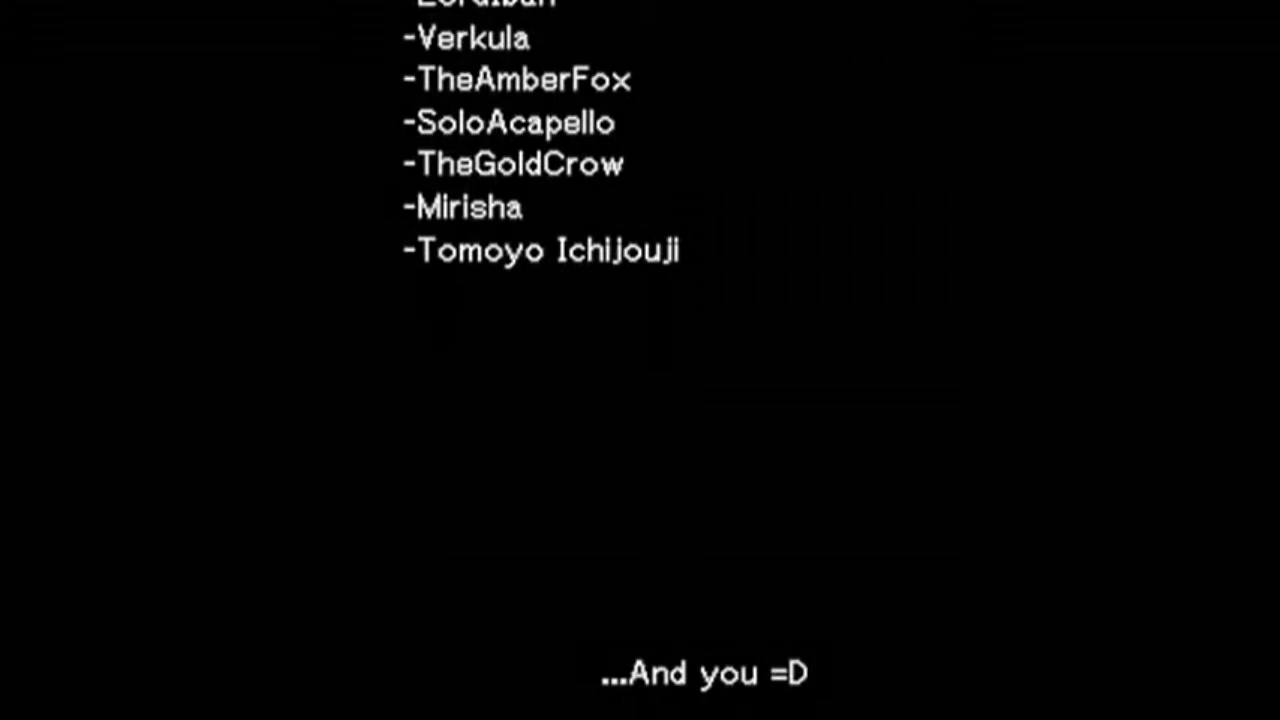 -Verkula
-TheAmberFox
-SoloAcapello
-TheGoldCrow
-Mirisha
-Tomoyo Ichijouji
...And you =D